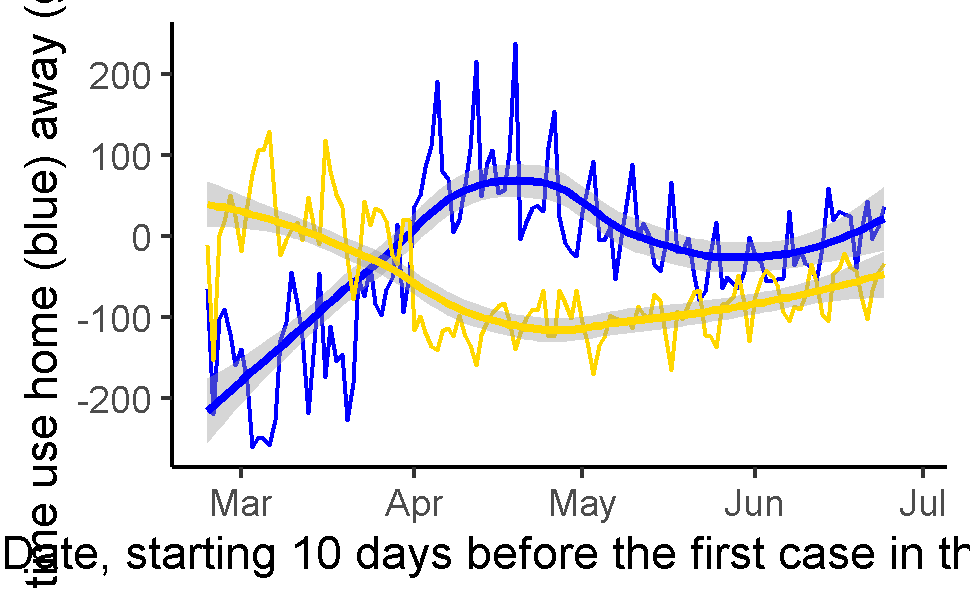 time use home (blue) away (
200
100
0
-100
-200
Mar Apr May Jun Jul
Date, starting 10 days before the first case in th